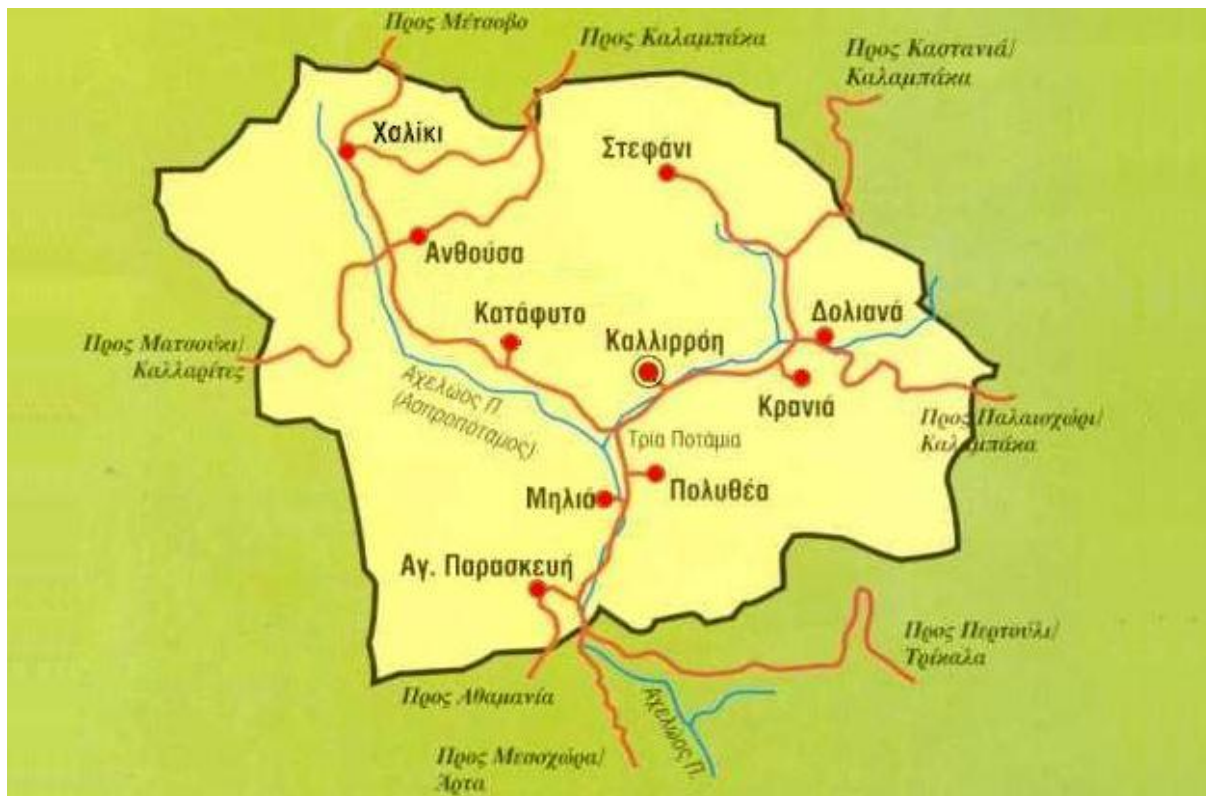 Προς Μέτσοβο
Προς Καλαμπάκα
Προς Καστανιά/
Καλαμπάκα
Χαλίκι
Στεφάνι
Ανθούσα
Κατάφυτο
Δολιανά
Καλλιρρόη
Προς Ματσούκι/
Καλλαρίτες
Αχελώος Π.
(Ασπροπόταμος)
Κρανιά
Προς Παλαιοχώρι/
Καλαμπάκα
Τρία Ποτάμια
Μηλιά
Πολυθέα
Αγ. Παρασκευή
Προς Περτούλι/
Τρίκαλα
Προς Αθαμανία
Αχελώος Π.
Προς Μεσοχώρα/
Άρτα